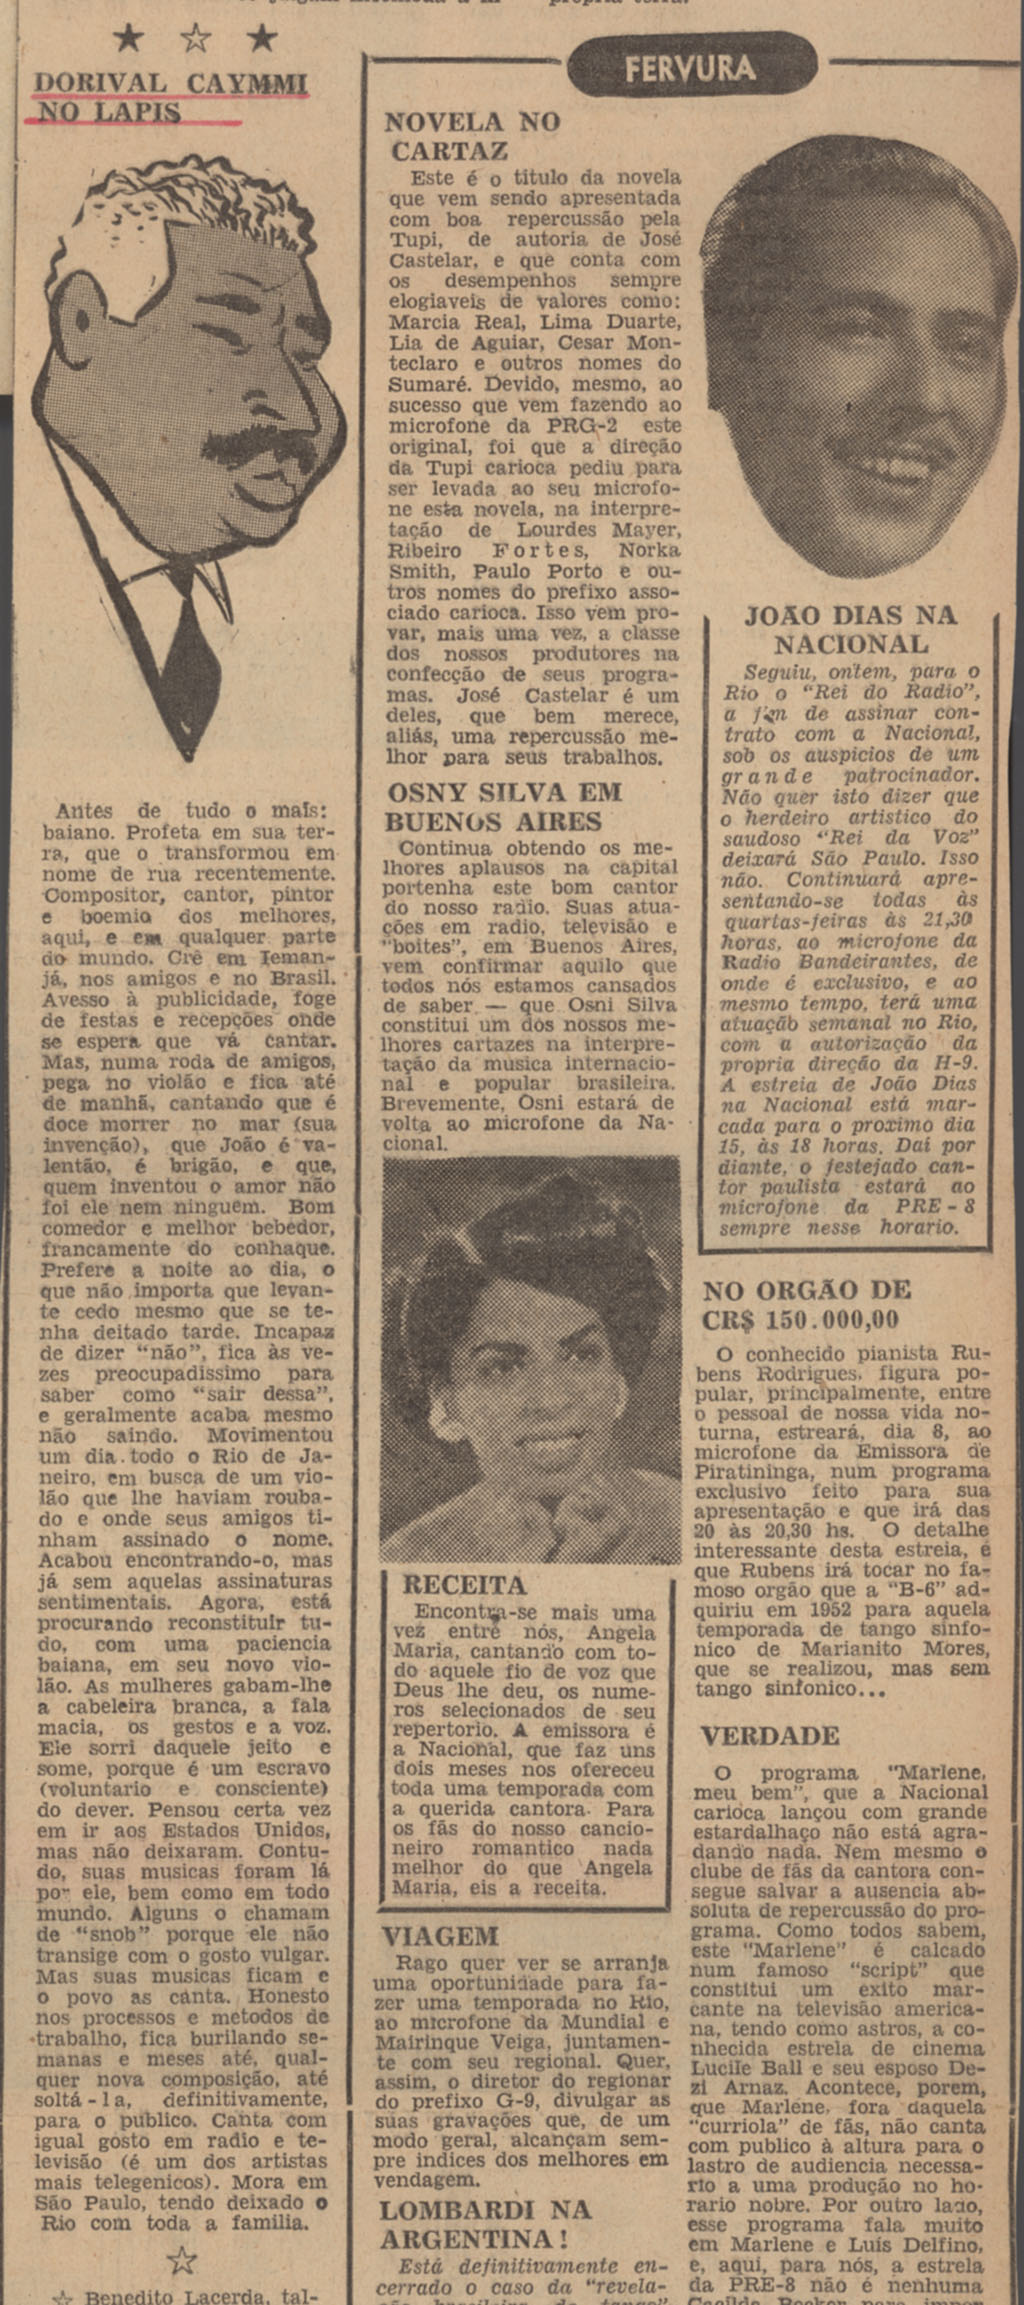 propria terra.
DORIVAL CAYMMI
NO LAPIS
Antes de tudo o mais:
baiano. Profeta em sua ter-
ra, que o transformou em
nome de rua recentemente.
Compositor, cantor, pintor
e boemio dos melhores,
aqui, e em qualquer parte
do mundo. Crê em Ieman-
já, nos amigos e no Brasil.
Avesso à publicidade, foge
de festas e recepções onde
se espera que vá cantar.
Mas, numa roda de amigos,
pega no violão e fica até
de manhã, cantando que é
doce morrer no mar (sua
invenção), que João é va-
lentão, é brigão, e que,
quem inventou o amor não
foi ele nem ninguem. Bom
comedor e melhor bebedor,
francamente do conhaque.
Prefere a noite ao dia, o
que não importa que levan-
te cedo mesmo que se te-
nha deitado tarde. Incapaz
de dizer "não", fica às ve-
zes preocupadissimo para
saber como "sair dessa",
e geralmente acaba mesmo
não saindo. Movimentou
um dia todo o Rio de Ja-
neiro, em busca de um vio-
lão que lhe haviam rouba-
do e onde seus amigos ti-
nham assinado o nome.
Acabou encontrando-o, mas
já sem aquelas assinaturas
sentimentais. Agora, está
procurando reconstituir tu-
do, com uma paciencia
baiana, em seu novo vio-
lão. As mulheres gabam-lhe
a cabeleira branca, a fala
macia, os gestos e a voz.
Ele sorri daquele jeito e
some, porque é um escravo
(voluntario e consciente)
do dever. Pensou certa vez
em ir aos Estados Unidos,
mas não deixaram. Contu-
do, suas musicas foram lá
por ele, bem como em todo
mundo. Alguns o chamam
de "snob" porque ele não
transige com o gosto vulgar.
Mas suas musicas ficam e
o povo as canta. Honesto
nos processos e metodos de
trabalho, fica burilando se-
manas e meses até, qual-
quer nova composição, até
soltá-la, definitivamente,
para o publico. Canta com
igual gosto em radio e te-
levisão (é um dos artistas
mais telegenicos). Mora em
São Paulo, tendo deixado o
Rio com toda a familia.
Benedito Lacerda, tal-
FERVURA
NOVELA NO
CARTAZ
Este é o titulo da novela
que vem sendo apresentada
com boa repercussão pela
Tupi, de autoria de José
Castelar, e que conta com
os desempenhos sempre
elogiaveis de valores como:
Marcia Real, Lima Duarte,
Lia de Aguiar, Cesar Mon-
teclaro e outros nomes do
Sumaré. Devido, mesmo, ao
sucesso que vem fazendo ao
microfone da PRG-2 este
original, foi que a direção
da Tupi carioca pediu para
ser levada ao seu microfo-
ne esta novela, na interpre-
tação de Lourdes Mayer,
Ribeiro Fortes, Norka
Smith, Paulo Porto e ou-
tros nomes do prefixo asso-
ciado carioca. Isso vem pro-
var, mais uma vez, a classe
dos nossos produtores na
confecção de seus progra-
mas. José Castelar é um
deles, que bem merece,
aliás, uma repercussão me-
lhor para seus trabalhos.
OSNY SILVA EM
BUENOS AIRES
Continua obtendo os me-
lhores aplausos na capital
portenha este bom cantor
do nosso radio. Suas atua-
ções em radio, televisão e
"boites", em Buenos Aires,
vem confirmar aquilo que
todos nós estamos cansados
de saber — que Osni Silva
constitui um dos nossos me-
lhores cartazes na interpre-
tação da musica internacio-
nal e popular brasileira.
Brevemente, Osni estará de
volta ao microfone da Na-
cional.
RECEITA
Encontra-se mais uma
vez entre nós, Angela
Maria, cantando com to-
do aquele fio de voz que
Deus lhe deu, os nume-
ros selecionados de seu
repertorio. A emissora é
a Nacional, que faz uns
dois meses nos ofereceu
toda uma temporada com
a querida cantora. Para
os fãs do nosso cancio-
neiro romantico nada
melhor do que Angela
Maria, eis a receita.
VIAGEM
Rago quer ver se arranja
uma oportunidade para fa-
zer uma temporada no Rio,
ao microfone da Mundial e
Mairinque Veiga, juntamen-
te com seu regional. Quer,
assim, o diretor do regionar
do prefixo G-9, divulgar as
suas gravações que, de um
modo geral, alcançam sem-
pre indices dos melhores em
vendagem.
LOMBARDI NA
ARGENTINA!
Está definitivamente en-
cerrado o caso da "revela-
JOÃO DIAS NA
NACIONAL
Seguiu, ontem, para o
Rio o "Rei do Radio",
a fim de assinar con-
trato com a Nacional,
sob os auspicios de um
grande patrocinador.
Não quer isto dizer que
o herdeiro artistico do
saudoso "Rei da Voz"
deixará São Paulo. Isso
não. Continuará apre-
sentando-se todas às
quartas-feiras às 21,30
horas, ao microfone da
Radio Bandeirantes, de
onde é exclusivo, e ao
mesmo tempo, terá uma
atuaçãb semanal no Rio,
com a autorização da
propria direção da H-9.
A estreia de João Dias
na Nacional está mar-
cada para o proximo dia
15, às 18 horas. Daí por
diante, o festejado can-
tor paulista estará ao
microfone da PRE-8
sempre nesse horario.
NO ORGÃO DE
CR$ 150.000,00
O conhecido pianista Ru-
bens Rodrigues, figura po-
pular, principalmente, entre
o pessoal de nossa vida no-
turna, estreará, dia 8, ao
microfone da Emissora de
Piratininga, num programa
exclusivo feito para sua
apresentação e que irá das
20 às 20,30 hs. O detalhe
interessante desta estreia, é
que Rubens irá tocar no fa-
moso orgão que a "B-6" ad-
quiriu em 1952 para aquela
temporada de tango sinfo-
nico de Marianito Mores,
que se realizou, mas sem
tango sinfonico...
VERDADE
O programa "Marlene,
meu bem", que a Nacional
carioca lançou com grande
estardalhaço não está agra-
dando nada. Nem mesmo o
clube de fãs da cantora con-
segue salvar a ausencia ab-
soluta de repercussão do pro-
grama. Como todos sabem,
este "Marlene" é calcado
num famoso "script" que
constitui um exito mar-
cante na televisão america-
na, tendo como astros, a co-
nhecida estrela de cinema
Lucile Ball e seu esposo De-
zi Arnaz. Acontece, porem,
que Marlene, fora daquela
"curriola" de fãs, não canta
com publico à altura para o
lastro de audiencia necessa-
rio a uma produção no ho-
rario nobre. Por outro lado,
esse programa fala muito
em Marlene e Luis Delfino,
e, aqui, para nós, a estrela
da PRE-8 não é nenhuma